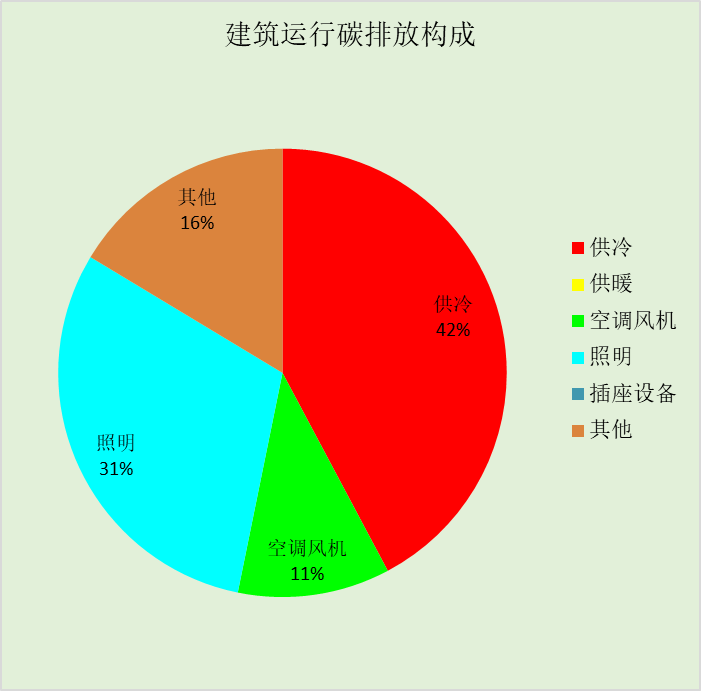 建筑运行碳排放构成
其他
16%
供冷
42%
照明
31%
空调风机
11%
供冷
供暖
空调风机
照明
插座设备
其他